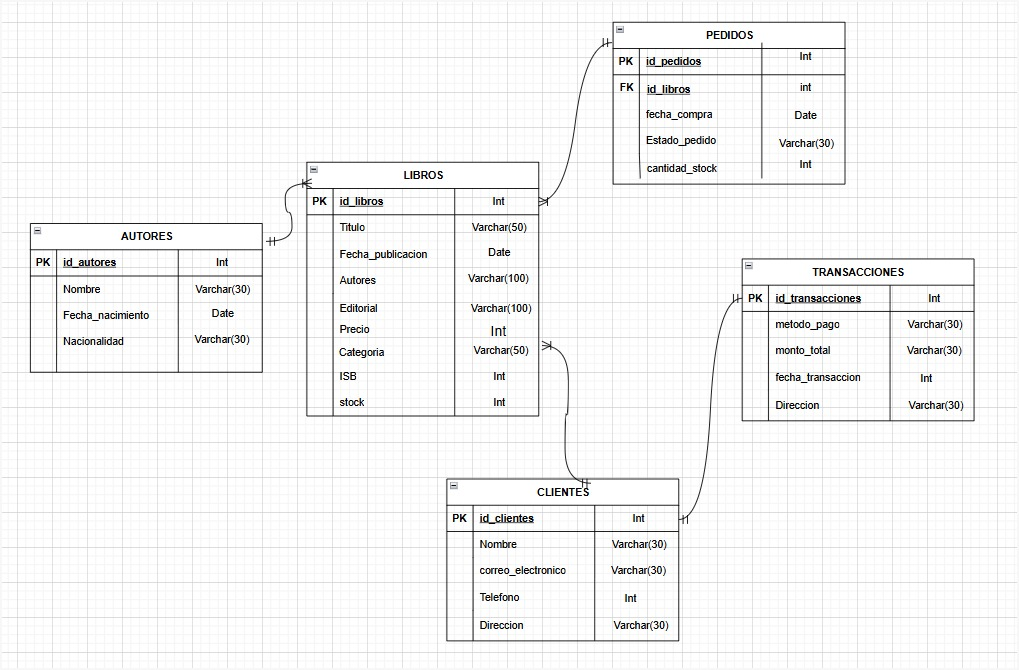 PEDIDOS
PK id_pedidos Int
FK id_libros int
fecha_compra Date
Estado_pedido Varchar(30)
cantidad_stock Int
LIBROS
PK id_libros Int
Titulo Varchar(50)
Fecha_publicacion Date
Autores Varchar(100)
Editorial Varchar(100)
Precio Int
Categoria Varchar(50)
ISB Int
stock Int
AUTORES
PK id_autores Int
Nombre Varchar(30)
Fecha_nacimiento Date
Nacionalidad Varchar(30)
TRANSACCIONES
PK id_transacciones Int
metodo_pago Varchar(30)
monto_total Varchar(30)
fecha_transaccion Int
Direccion Varchar(30)
CLIENTES
PK id_clientes Int
Nombre Varchar(30)
correo_electronico Varchar(30)
Telefono Int
Direccion Varchar(30)